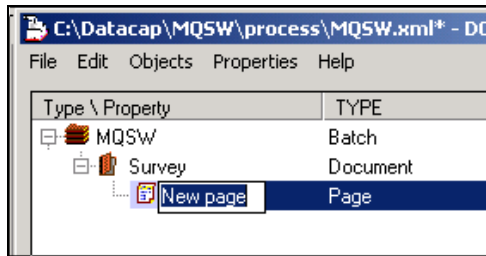 C:\Datacap\MQSW\process\MQSW.xml* - DO
File Edit Objects Properties Help
Type \ Property TYPE
MQSW Batch
Survey Document
New page Page